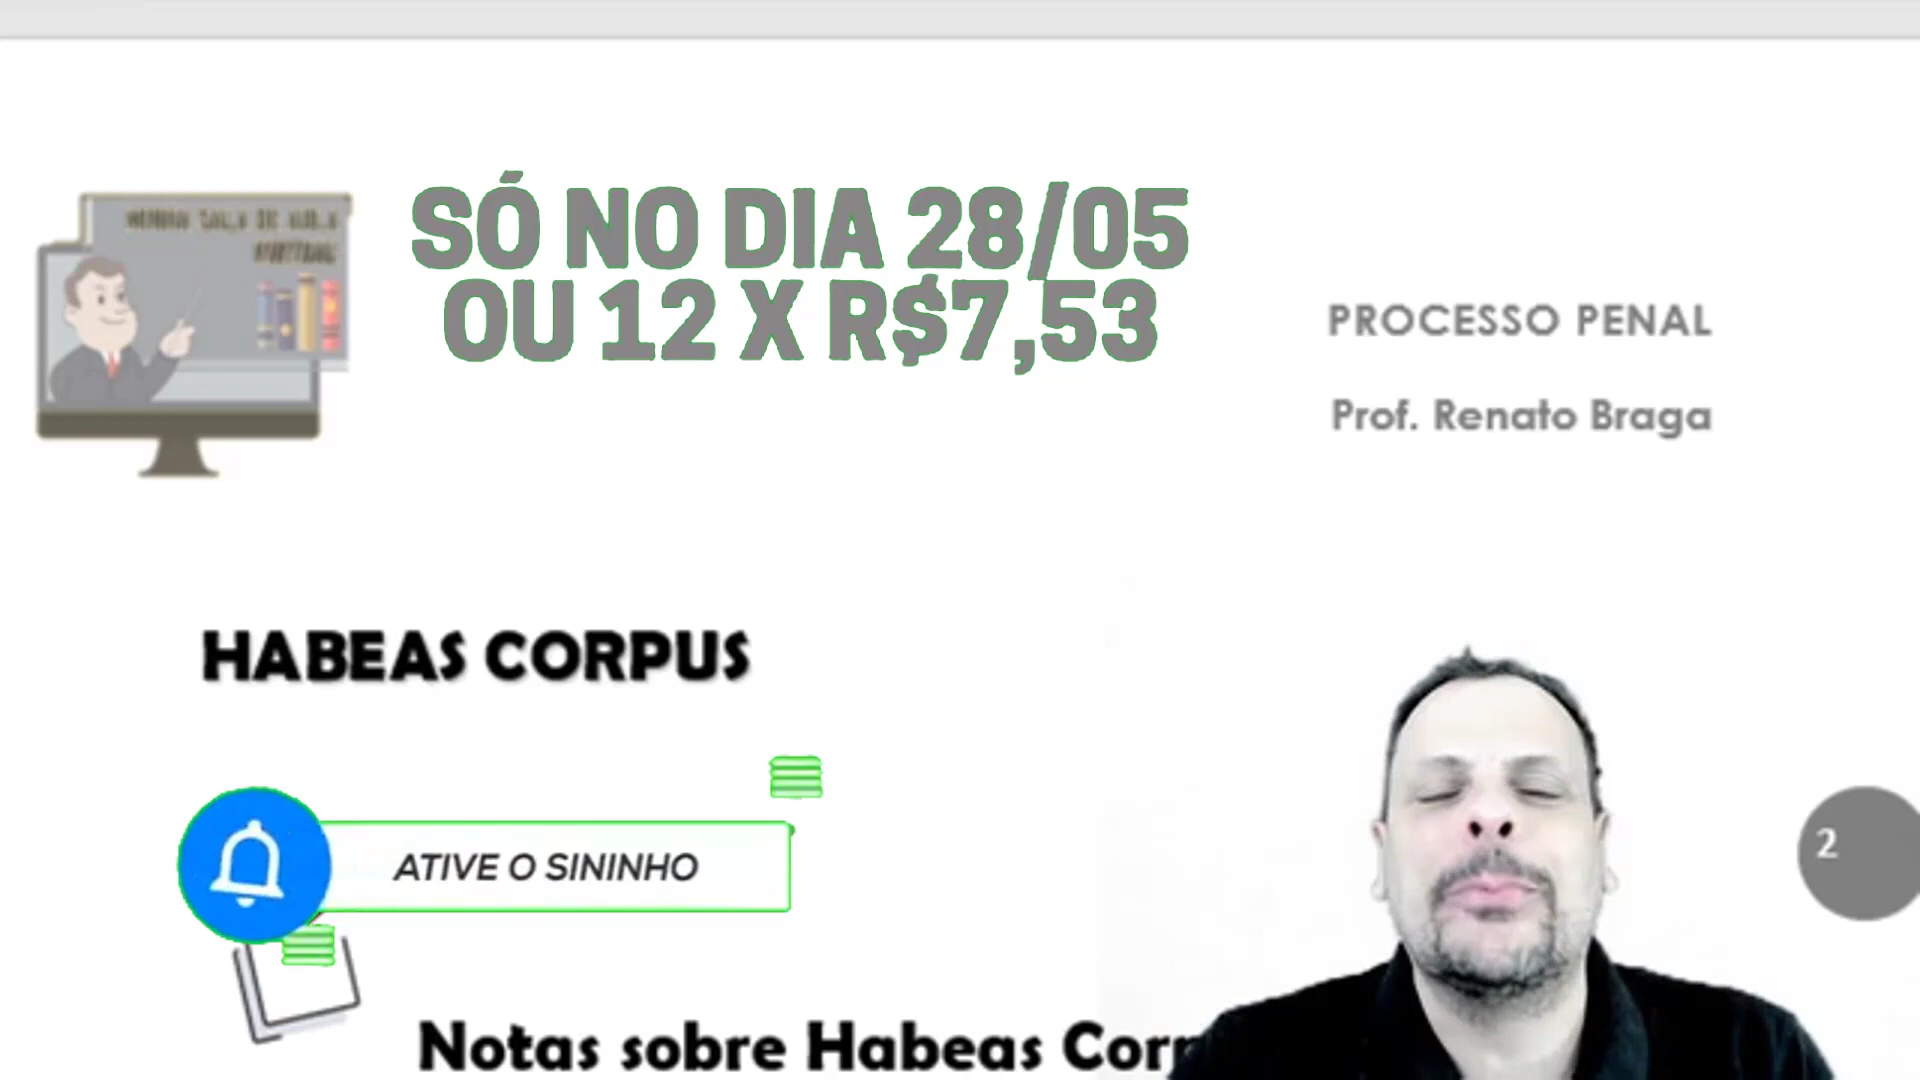 SÓ NO DIA 28/05
OU 12 X R$7,53
PROCESSO PENAL
Prof. Renato Braga
HABEAS CORPUS
ATIVE O SININHO
2
Notas sobre Habeas